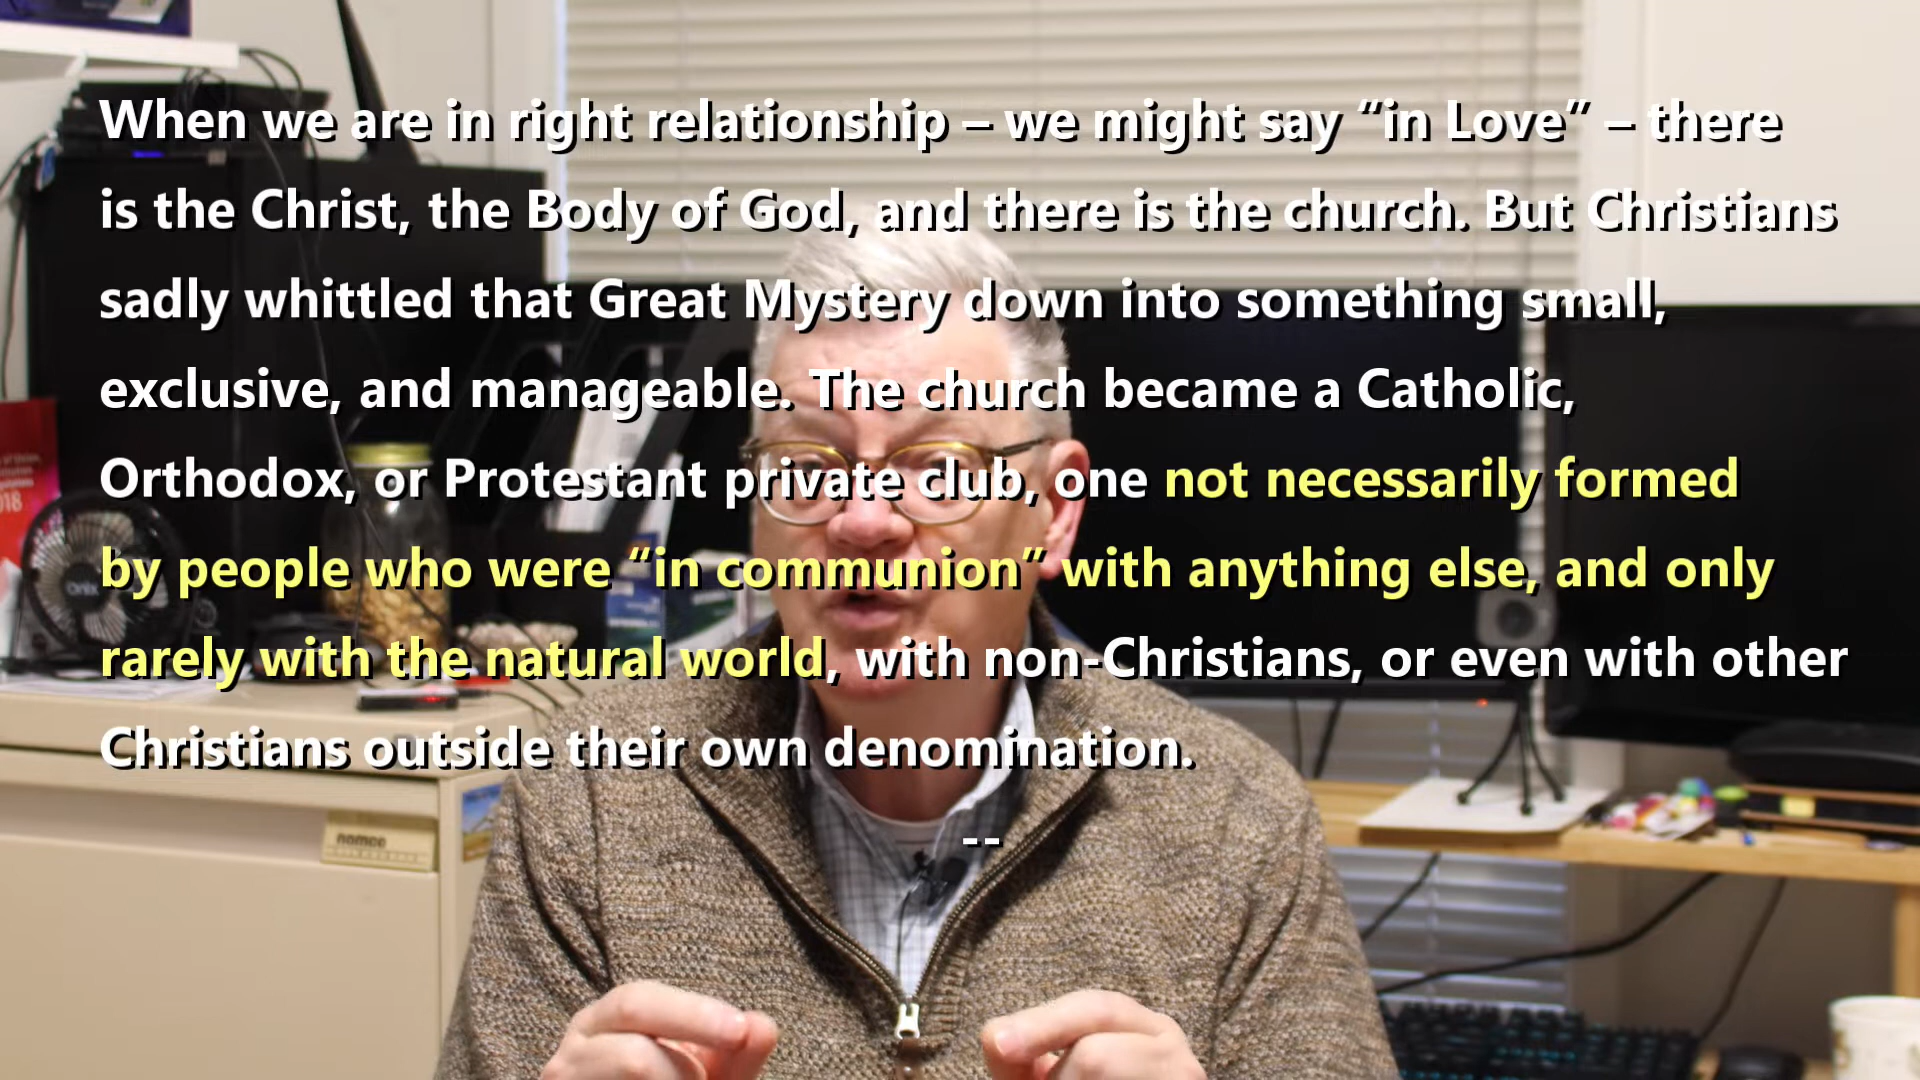 When we are in right relationship – we might say “in Love” – there
is the Christ, the Body of God, and there is the church. But Christians
sadly whittled that Great Mystery down into something small,
exclusive, and manageable. The church became a Catholic,
Orthodox, or Protestant private club, one not necessarily formed
by people who were “in communion” with anything else, and only
rarely with the natural world, with non-Christians, or even with other
Christians outside their own denomination.
--
2018
Onix
nomco